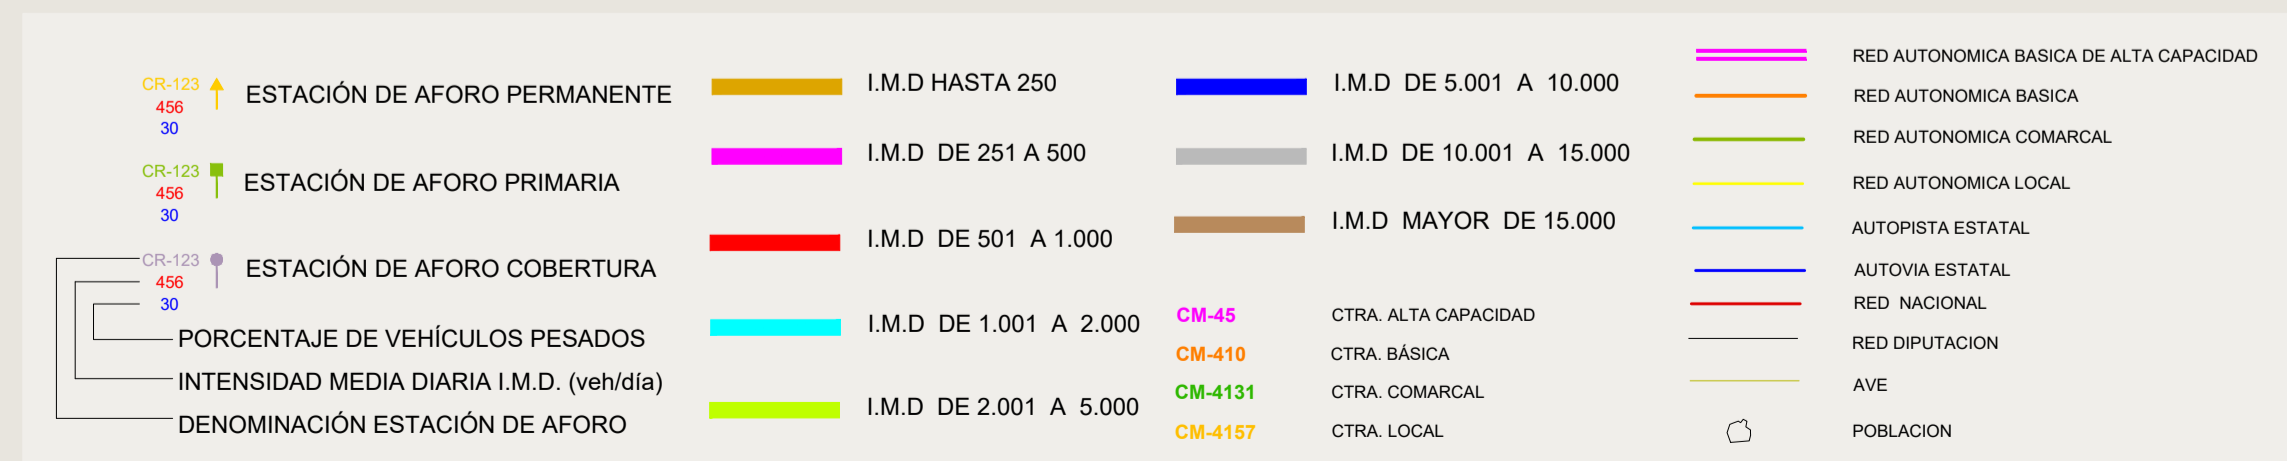 CR-123
456
30
ESTACIÓN DE AFORO PERMANENTE
CR-123
456
30
ESTACIÓN DE AFORO PRIMARIA
CR-123
456
30
ESTACIÓN DE AFORO COBERTURA
PORCENTAJE DE VEHÍCULOS PESADOS
INTENSIDAD MEDIA DIARIA I.M.D. (veh/día)
DENOMINACIÓN ESTACIÓN DE AFORO
I.M.D HASTA 250
I.M.D DE 251 A 500
I.M.D DE 501 A 1.000
I.M.D DE 1.001 A 2.000
I.M.D DE 2.001 A 5.000
I.M.D DE 5.001 A 10.000
I.M.D DE 10.001 A 15.000
I.M.D MAYOR DE 15.000
CM-45 CTRA. ALTA CAPACIDAD
CM-410 CTRA. BÁSICA
CM-4131 CTRA. COMARCAL
CM-4157 CTRA. LOCAL
RED AUTONOMICA BASICA DE ALTA CAPACIDAD
RED AUTONOMICA BASICA
RED AUTONOMICA COMARCAL
RED AUTONOMICA LOCAL
AUTOPISTA ESTATAL
AUTOVIA ESTATAL
RED NACIONAL
RED DIPUTACION
AVE
POBLACION